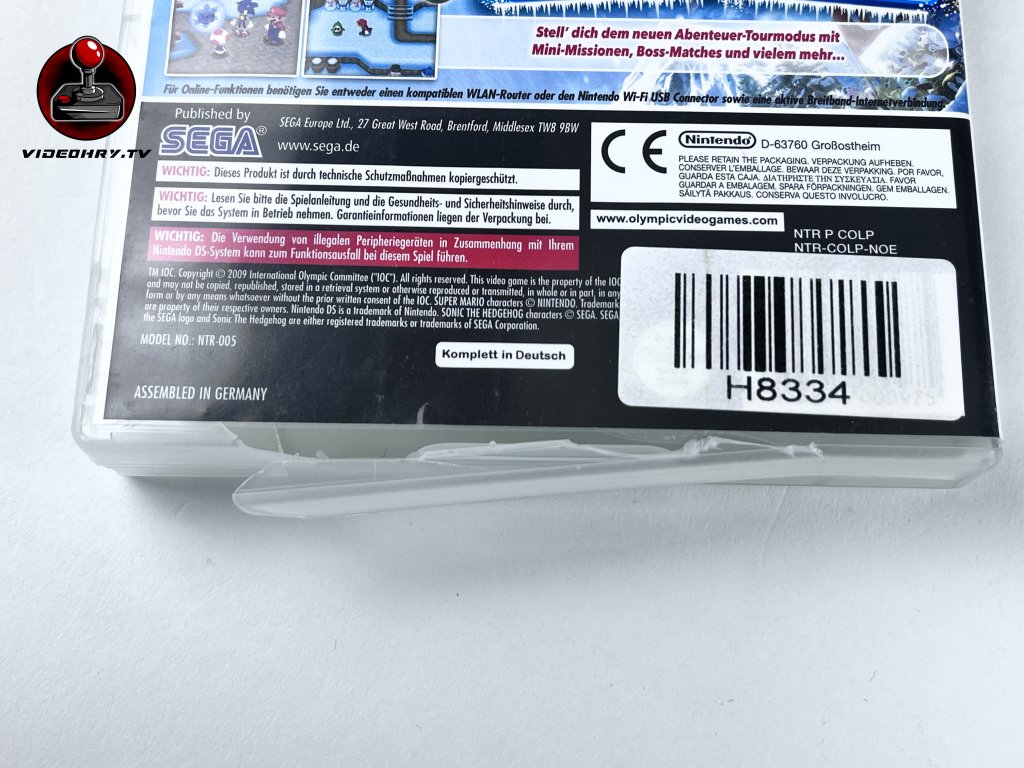 Stell' dich dem neuen Abenteuer-Tourmodus mit
Mini-Missionen, Boss-Matches und vielem mehr...
Für Online-Funktionen benötigen Sie entweder einen kompatiblen WLAN-Router oder den Nintendo Wi-Fi USB Connector sowie eine aktive Breitband-Internetverbindung.
VIDEOHRY.TV
Published by
SEGA®
SEGA Europe Ltd., 27 Great West Road, Brentford, Middlesex TW8 9BW
www.sega.de
WICHTIG: Dieses Produkt ist durch technische Schutzmaßnahmen kopiergeschützt.
WICHTIG: Lesen Sie bitte die Spielanleitung und die Gesundheits- und Sicherheitshinweise durch,
bevor Sie das System in Betrieb nehmen. Garantieinformationen liegen der Verpackung bei.
WICHTIG: Die Verwendung von illegalen Peripheriegeräten in Zusammenhang mit Ihrem
Nintendo DS-System kann zum Funktionsausfall bei diesem Spiel führen.
TM IOC. Copyright © 2009 International Olympic Committee ("IOC"). All rights reserved. This video game is the property of the IOC
and may not be copied, republished, stored in a retrieval system or otherwise reproduced or transmitted, in whole or in part, in any
form or by any means whatsoever without the prior written consent of the IOC. SUPER MARIO characters © NINTENDO. Trademark
are property of their respective owners. Nintendo DS is a trademark of Nintendo. SONIC THE HEDGEHOG characters © SEGA. SEGA
the SEGA logo and Sonic The Hedgehog are either registered trademarks or trademarks of SEGA Corporation.
MODEL NO.: NTR-005
Komplett in Deutsch
ASSEMBLED IN GERMANY
CE
Nintendo
D-63760 Großostheim
PLEASE RETAIN THE PACKAGING. VERPACKUNG AUFHEBEN.
CONSERVER L'EMBALLAGE. BEWAAR DEZE VERPAKKING. POR FAVOR,
GUARDA ESTA CAJA. ΔΙΑΤΗΡΗΣΤΕ ΤΗΝ ΣΥΣΚΕΥΑΣΙΑ. FAVOR
GUARDAR A EMBALAGEM. SPARA FÖRPACKNINGEN. GEM EMBALLAGEN.
SÄILYTÄ PAKKAUS. CONSERVA QUESTO INVOLUCRO.
www.olympicvideogames.com
NTR P COLP
NTR-COLP-NOE
H8334